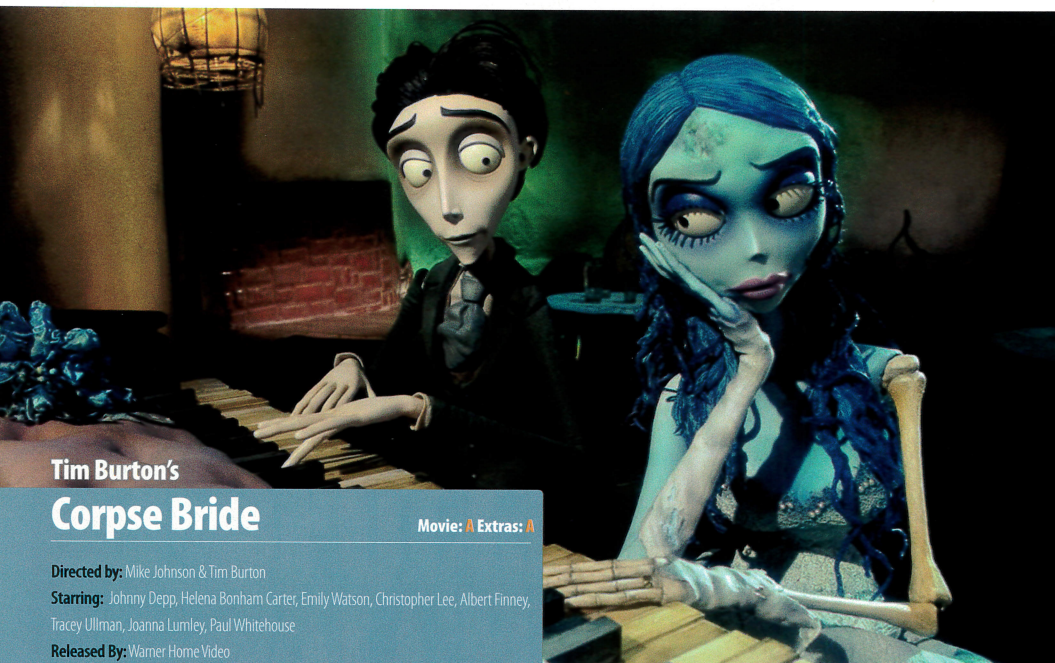 Tim Burton's
Corpse Bride
Movie: A Extras: A
Directed by: Mike Johnson & Tim Burton
Starring: Johnny Depp, Helena Bonham Carter, Emily Watson, Christopher Lee, Albert Finney,
Tracey Ullman, Joanna Lumley, Paul Whitehouse
Released By: Warner Home Video